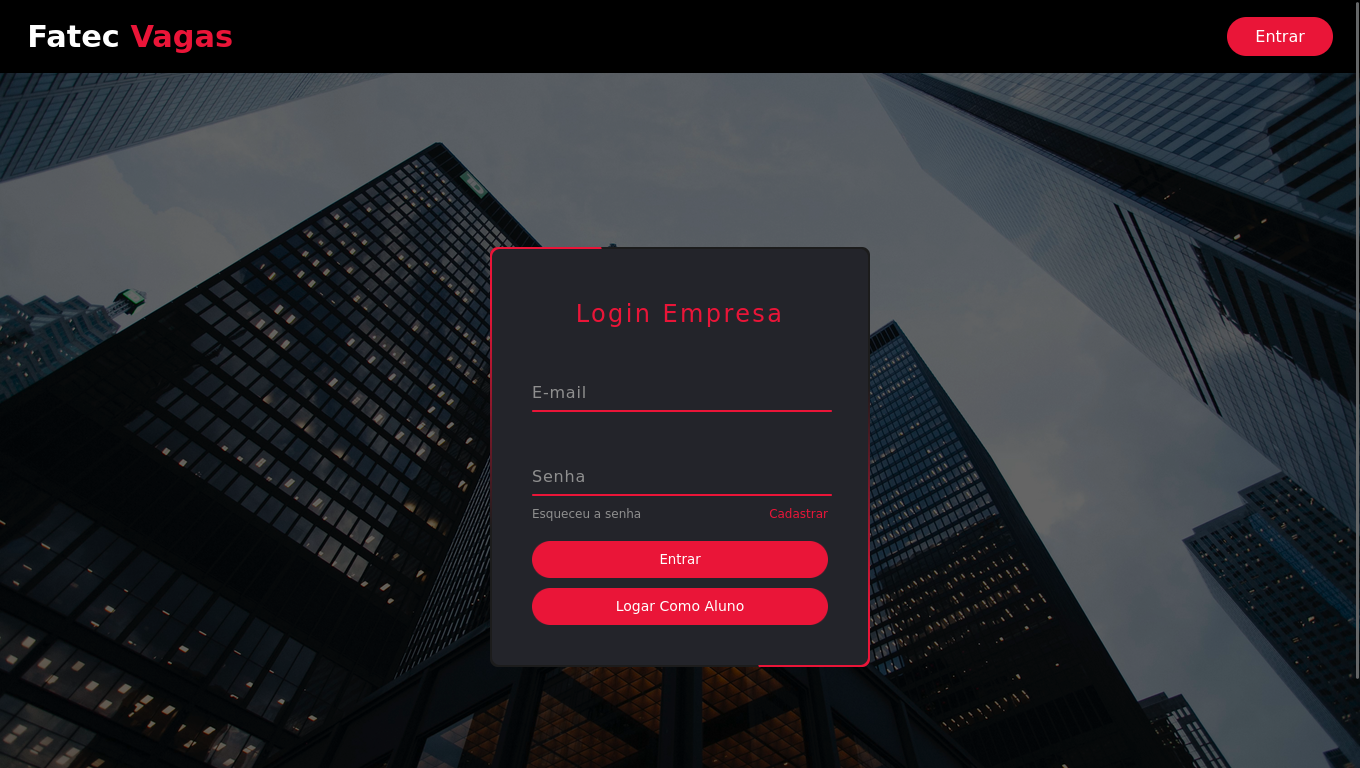 Fatec Vagas
Entrar
Login Empresa
E-mail
Senha
Esqueceu a senha
Cadastrar
Entrar
Logar Como Aluno